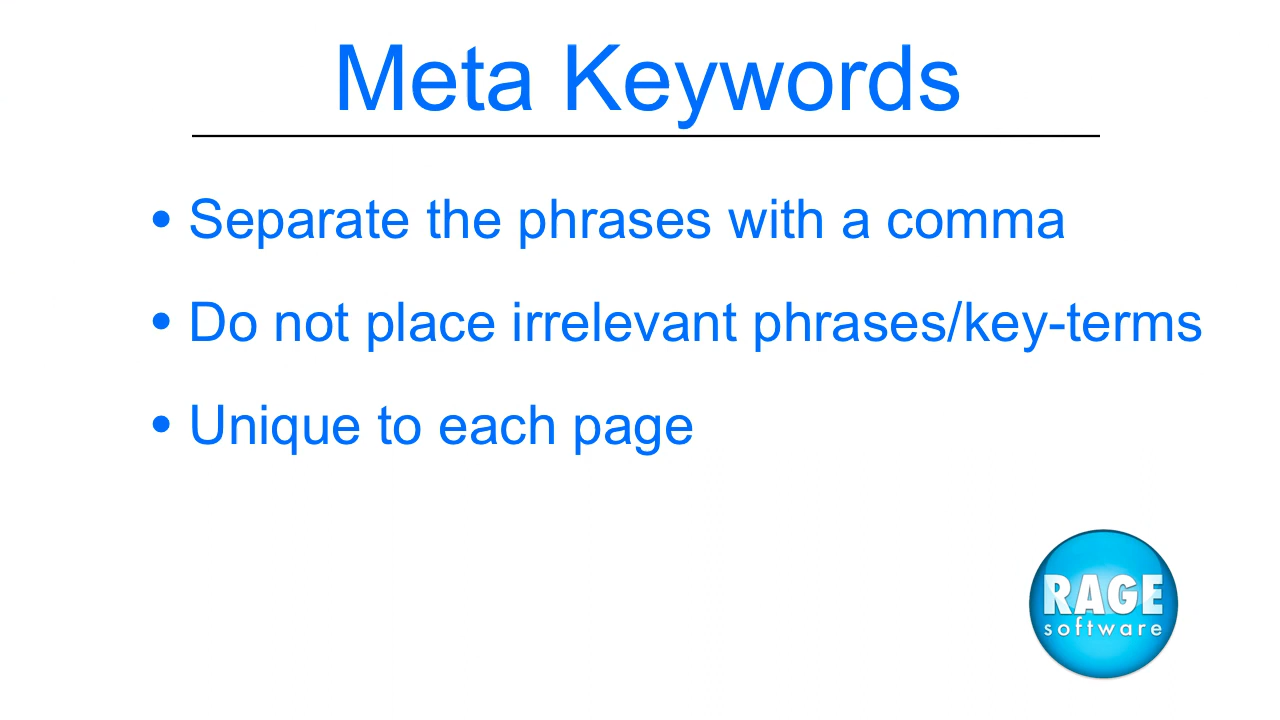 Meta Keywords
• Separate the phrases with a comma
• Do not place irrelevant phrases/key-terms
• Unique to each page
RAGE
software